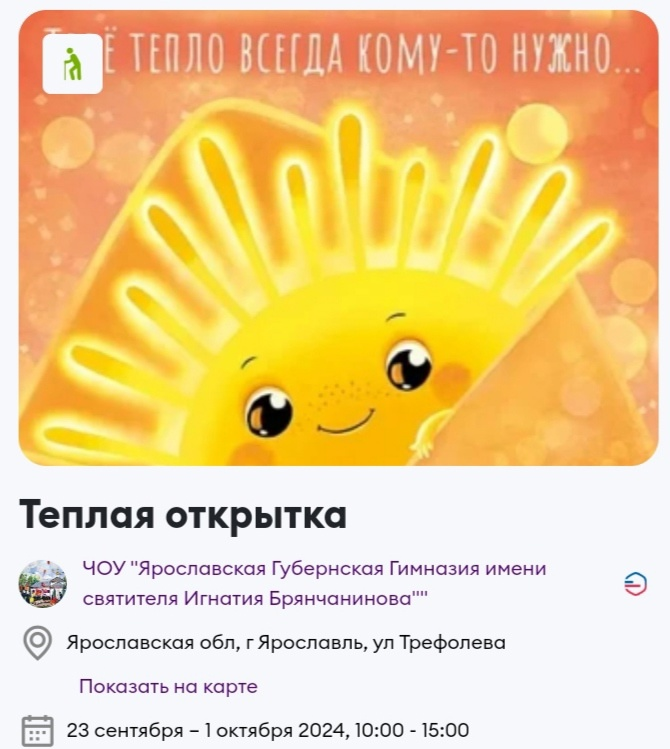 Ё ТЕПЛО ВСЕГДА КОМУ-ТО НУЖНО...
Теплая открытка
ЧОУ "Ярославская Губернская Гимназия имени
святителя Игнатия Брянчанинова""
Ярославская обл, г Ярославль, ул Трефолева
Показать на карте
23 сентября – 1 октября 2024, 10:00 - 15:00